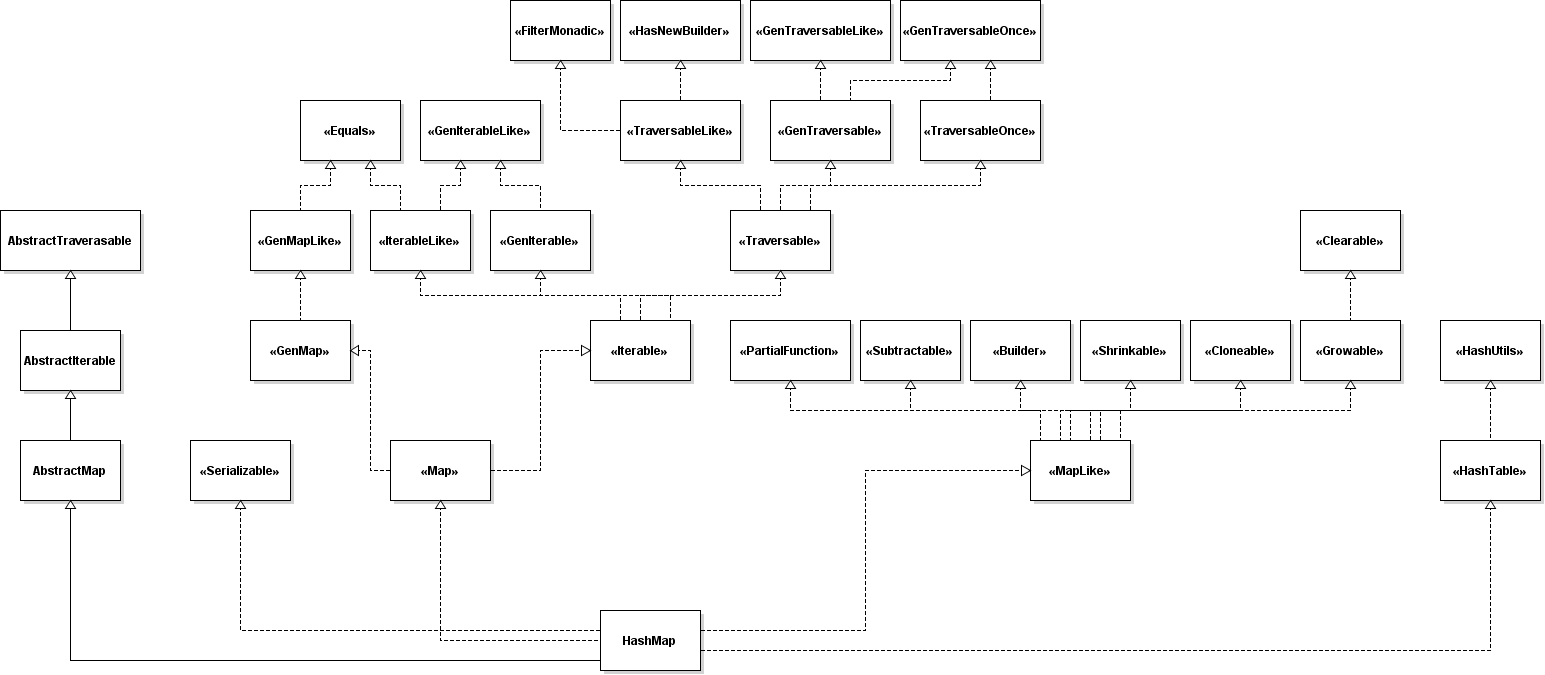 «FilterMonadic»
«HasNewBuilder»
«GenTraversableLike»
«GenTraversableOnce»
«Equals»
«GenIterableLike»
«TraversableLike»
«GenTraversable»
«TraversableOnce»
AbstractTraverasable
«GenMapLike»
«IterableLike»
«GenIterable»
«Traversable»
«Clearable»
AbstractIterable
«GenMap»
«Iterable»
«PartialFunction»
«Subtractable»
«Builder»
«Shrinkable»
«Cloneable»
«Growable»
«HashUtils»
AbstractMap
«Serializable»
«Map»
«MapLike»
«HashTable»
HashMap